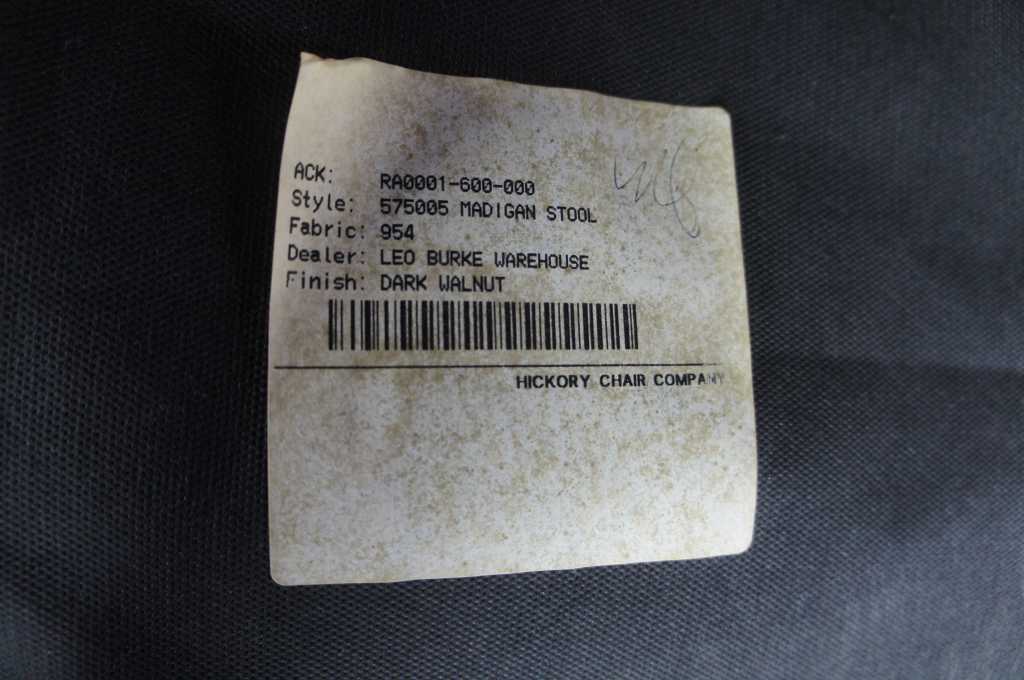 ACK: RA0001-600-000
Style: 575005 MADIGAN STOOL
Fabric: 954
Dealer: LEO BURKE WAREHOUSE
Finish: DARK WALNUT
HICKORY CHAIR COMPANY